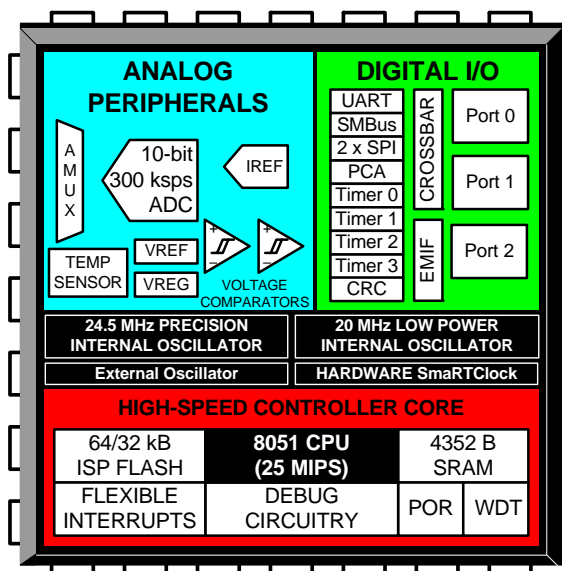 ANALOG
PERIPHERALS
A
M
U
X
10-bit
300 ksps
ADC
IREF
+
–
+
–
TEMP
SENSOR
VREF
VREG
VOLTAGE
COMPARATORS
DIGITAL I/O
UART
SMBus
2 x SPI
PCA
Timer 0
Timer 1
Timer 2
Timer 3
CRC
CROSSBAR
EMIF
Port 0
Port 1
Port 2
24.5 MHz PRECISION
INTERNAL OSCILLATOR
20 MHz LOW POWER
INTERNAL OSCILLATOR
External Oscillator
HARDWARE SmaRTClock
HIGH-SPEED CONTROLLER CORE
64/32 kB
ISP FLASH
8051 CPU
(25 MIPS)
4352 B
SRAM
FLEXIBLE
INTERRUPTS
DEBUG
CIRCUITRY
POR
WDT